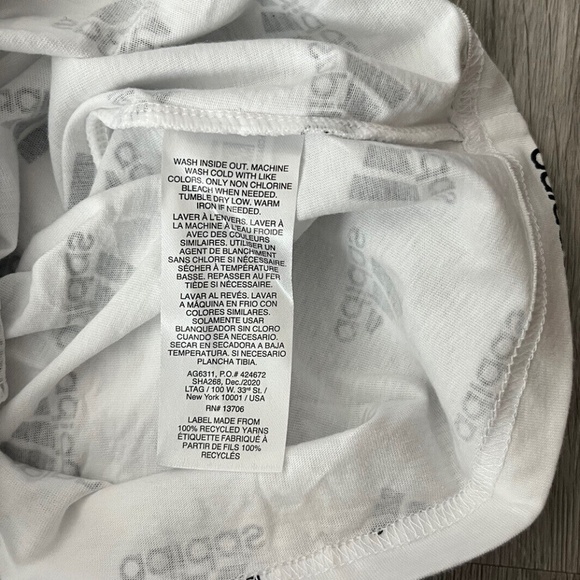 WASH INSIDE OUT. MACHINE
WASH COLD WITH LIKE
COLORS. ONLY NON CHLORINE
BLEACH WHEN NEEDED.
TUMBLE DRY LOW. WARM
IRON IF NEEDED.
LAVER À L'ENVERS. LAVER À
LA MACHINE À L'EAU FROIDE
AVEC DES COULEURS
SIMILAIRES. UTILISER UN
AGENT DE BLANCHIMENT
SANS CHLORE SI NÉCESSAIRE.
SÉCHER À TEMPÉRATURE
BASSE. REPASSER AU FER
TIÈDE SI NÉCESSAIRE.
LAVAR AL REVÉS. LAVAR
A MÁQUINA EN FRIO CON
COLORES SIMILARES.
SOLAMENTE USAR
BLANQUEADOR SIN CLORO
CUANDO SEA NECESARIO.
SECAR EN SECADORA A BAJA
TEMPERATURA. SI NECESARIO
PLANCHA TIBIA.
AG6311, P.O.# 424672
SHA268, Dec./2020
LTAG / 100 W. 33rd St. /
New York 10001 / USA
RN# 13706
LABEL MADE FROM
100% RECYCLED YARNS
ÉTIQUETTE FABRIQUÉ À
PARTIR DE FILS 100%
RECYCLÉS
adidas
adidas
adidas
adidas